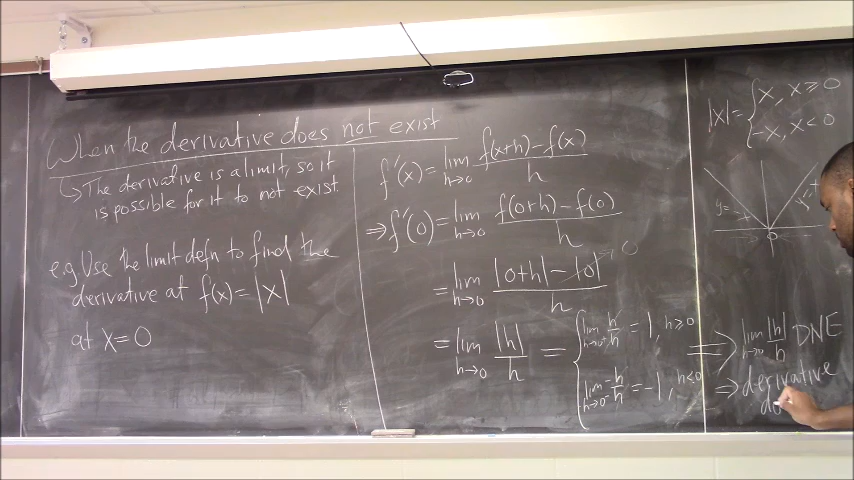 When the derivative does not exist
↳ The derivative is a limit, so it
is possible for it to not exist.
e.g Use the limit defn to find the
derivative at f(x) = |x|
at x = 0
f'(x) = lim h→0 f(x+h) - f(x) / h
⇒ f'(0) = lim h→0 f(0+h) - f(0) / h
= lim h→0 |0+h| - |0| / h → 0
= lim h→0 |h| / h = { lim h→0+ h/h = 1, h ≥ 0
lim h→0- -h/h = -1, h < 0
|x| = { x, x ≥ 0
-x, x < 0
y = -x
y = x
0
⇒ lim h→0 |h| / h DNE
⇒ derivative
do